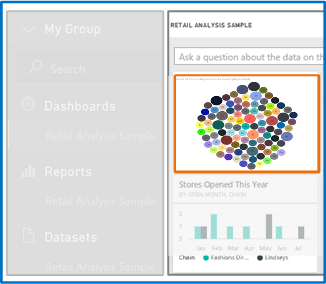 My Group
Search
Dashboards
Retail Analysis Sample
Reports
Retail Analysis Sample
Datasets
Retail Analysis Sample
RETAIL ANALYSIS SAMPLE
Ask a question about the data on th
Stores Opened This Year
BY OPEN MONTH, CHAIN
2
1
0
Jan Feb Mar Apr May Jun Jul
Chain Fashions Dir... Lindseys